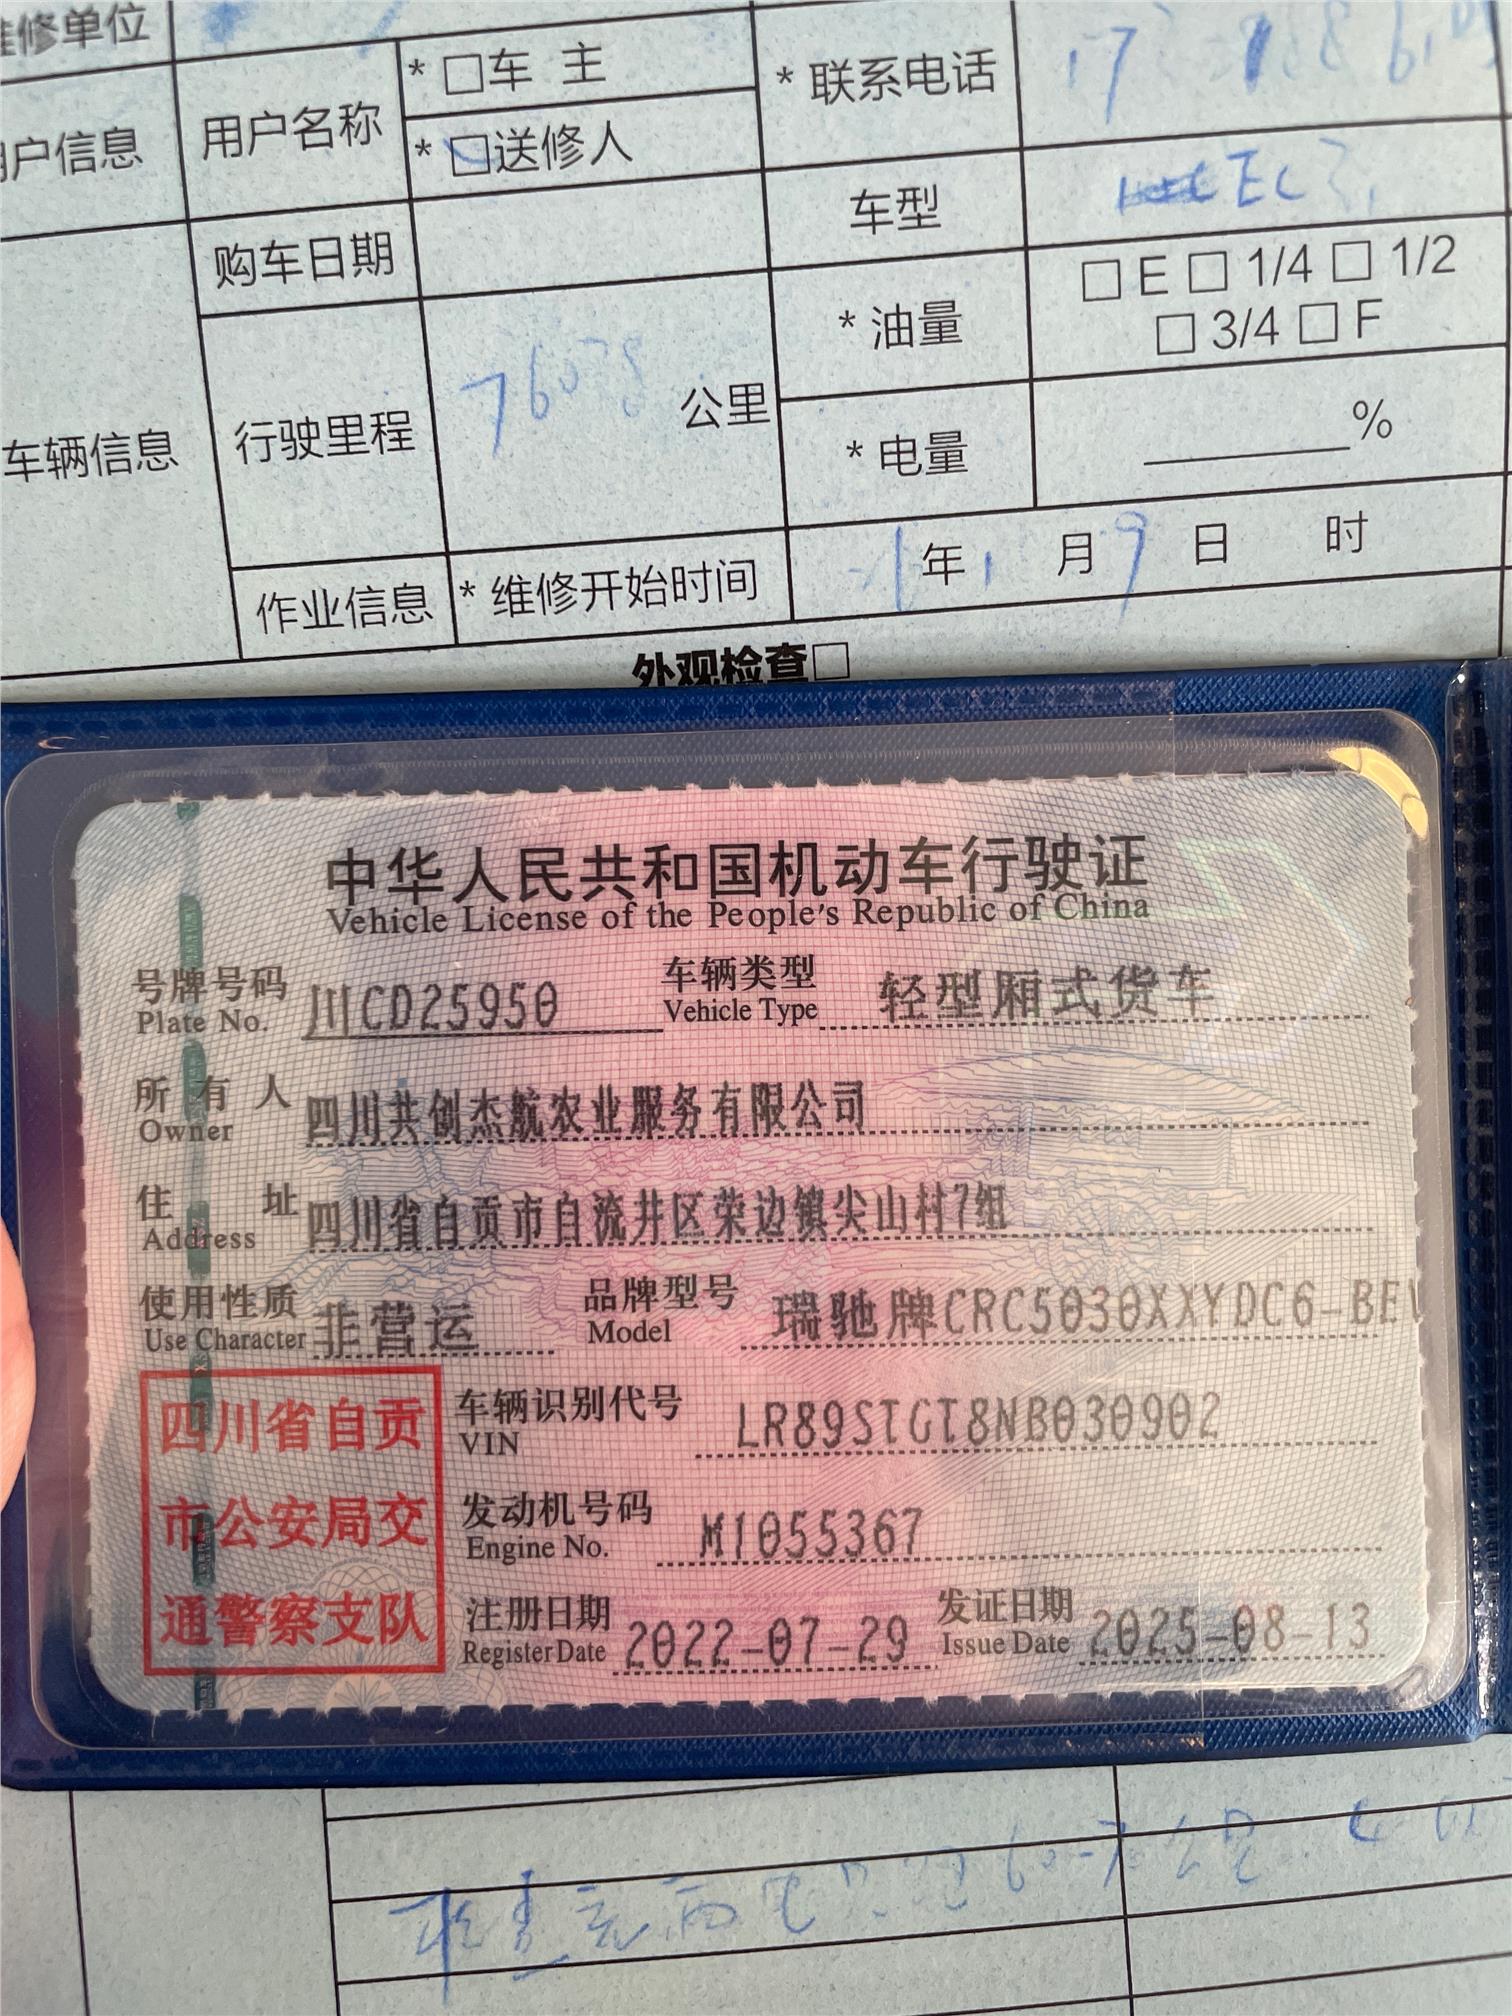 维修单位
用户名称 * □车 主
* 联系电话
户信息
* □送修人
车型 EC31
购车日期
* 油量 □ E □ 1/4 □ 1/2
□ 3/4 □ F
车辆信息
行驶里程 76078 公里
* 电量 %
作业信息 * 维修开始时间 年 1 月 9 日 时
外观检查□
中华人民共和国机动车行驶证
Vehicle License of the People's Republic of China
号牌号码 川CD25950 车辆类型 轻型厢式货车
Plate No. Vehicle Type
所有人 四川共创杰航农业服务有限公司
Owner
住址 四川省自贡市自流井区荣边镇尖山村7组
Address
使用性质 非营运 品牌型号 瑞驰牌CRC5030XXYDC6-BEV
Use Character Model
四川省自贡
市公安局交
通警察支队
车辆识别代号 LR89STGT8NB030902
VIN
发动机号码 M1055367
Engine No.
注册日期 2022-07-29 发证日期 2025-08-13
Register Date Issue Date